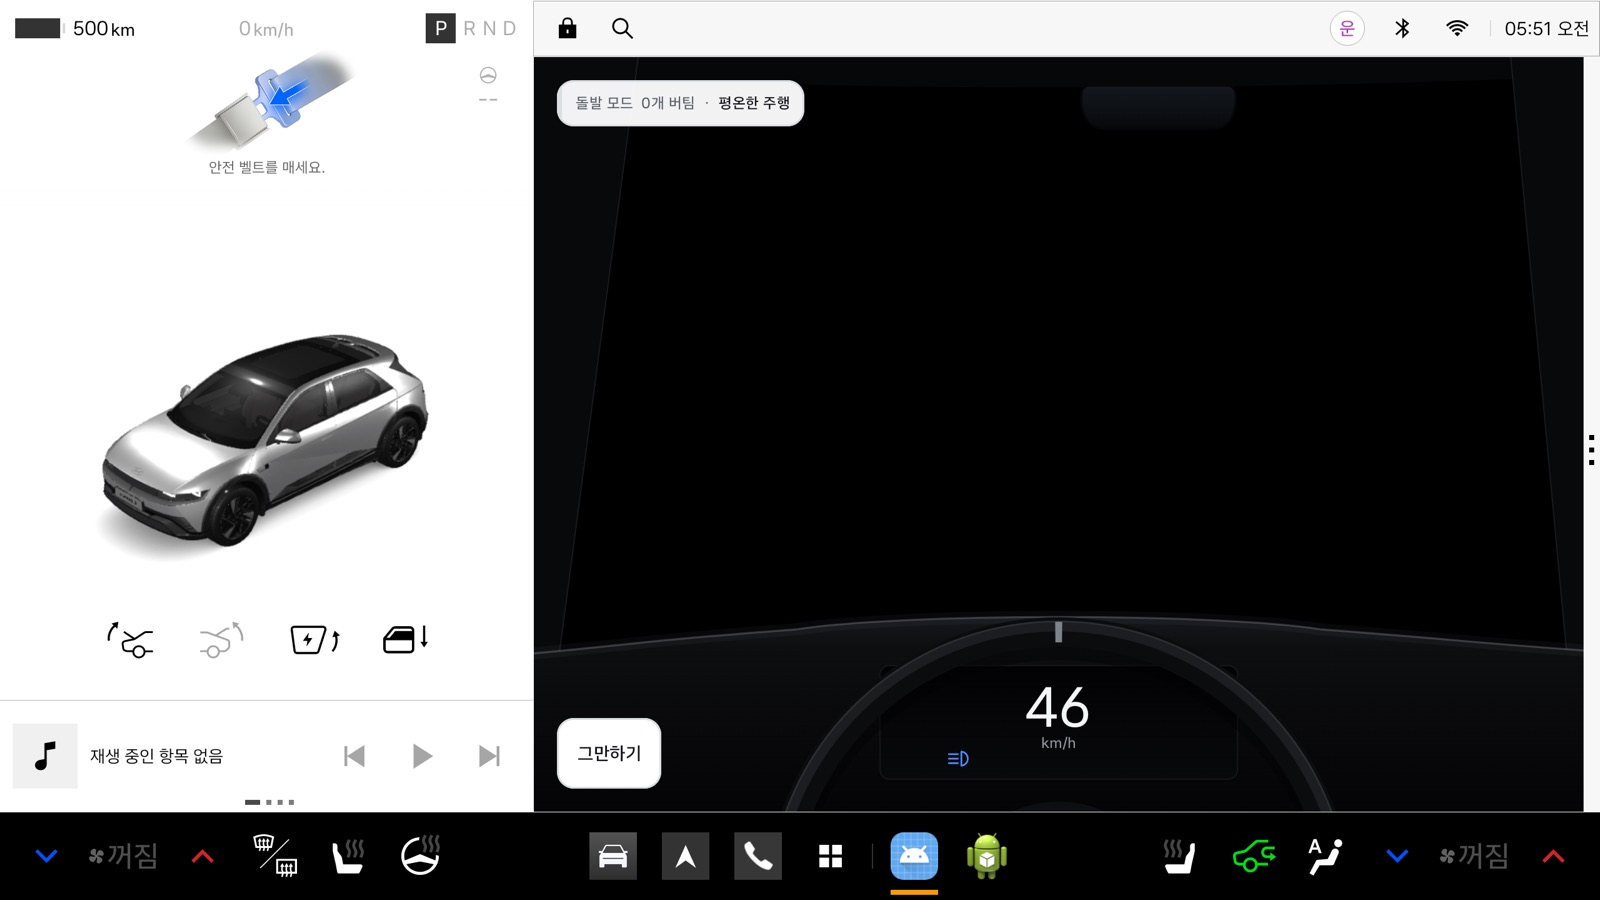 500 km
0 km/h
P R N D
운
05:51 오전
--
안전 벨트를 매세요.
돌발 모드 0개 버팀 · 평온한 주행
46
km/h
그만하기
재생 중인 항목 없음
꺼짐
A
꺼짐